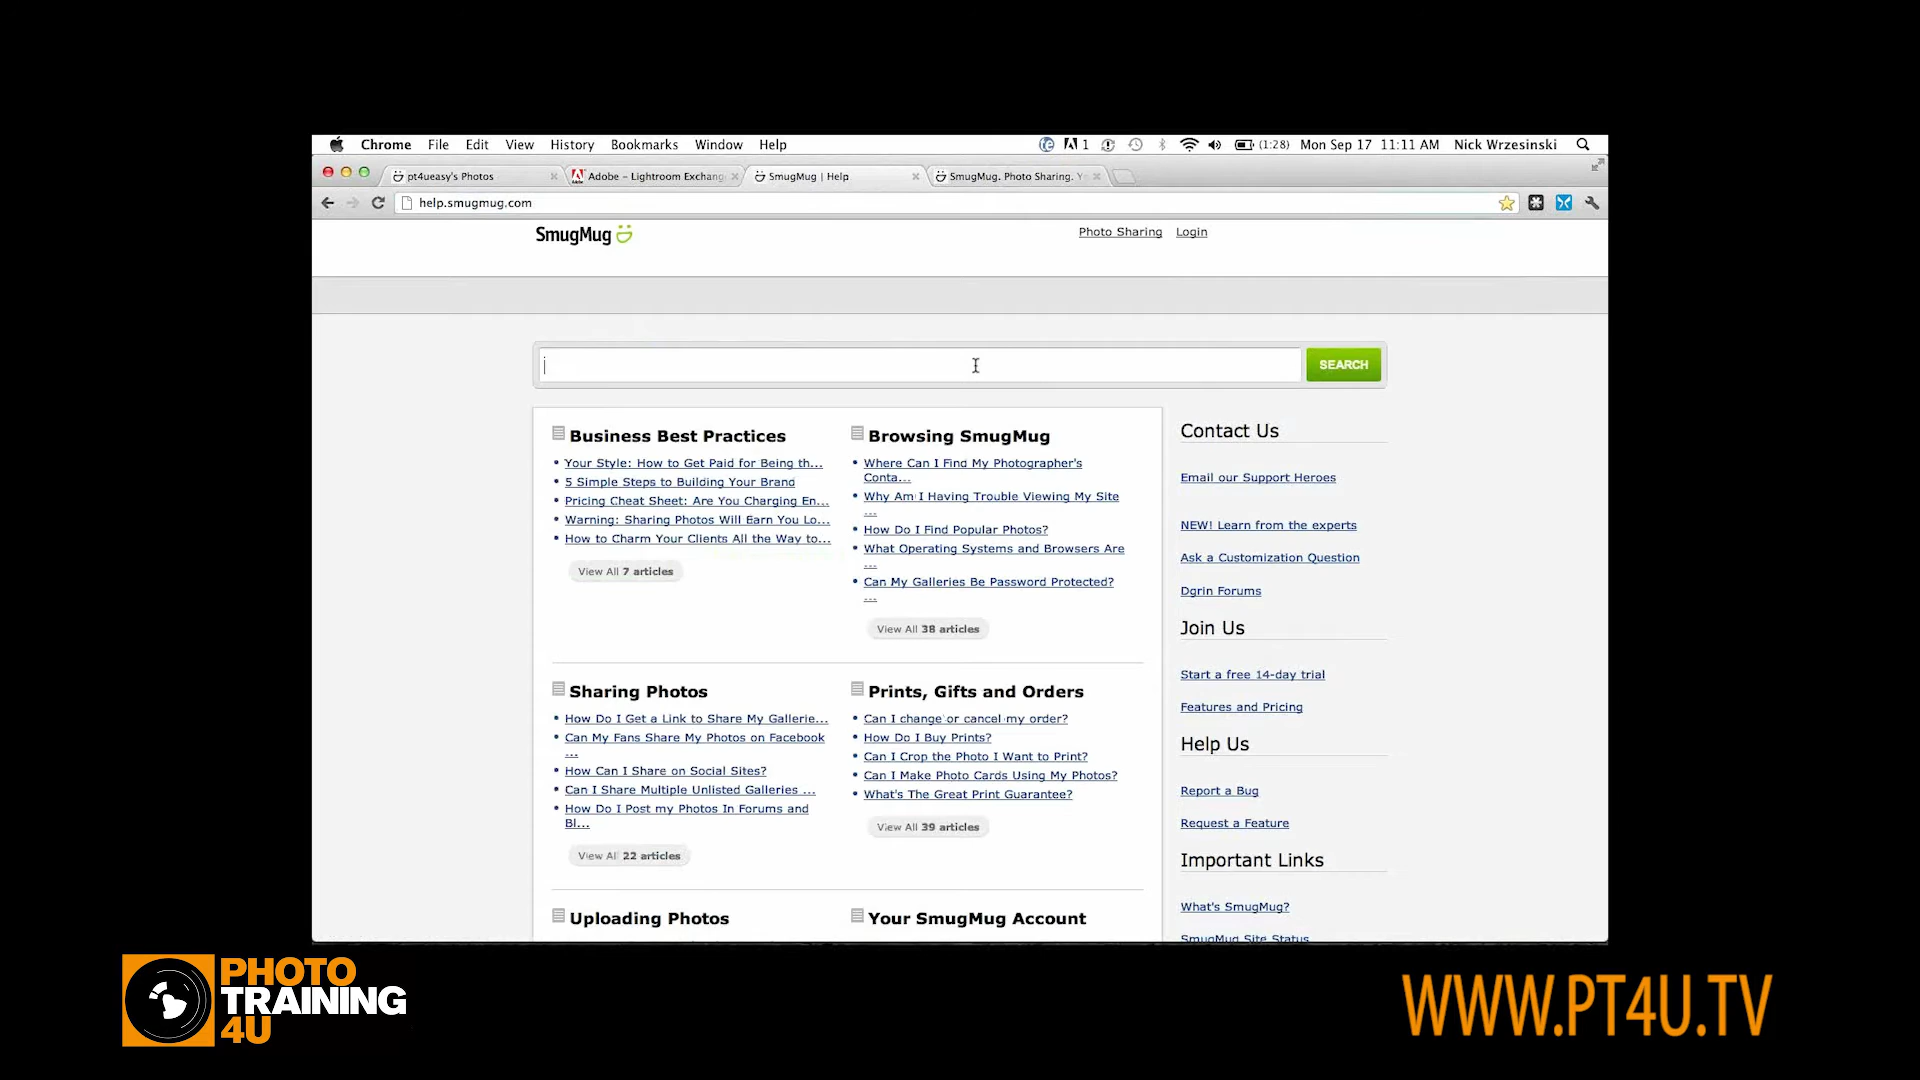 Chrome File Edit View History Bookmarks Window Help 1 (1:28) Mon Sep 17 11:11 AM Nick Wrzesinski
pt4ueasy's Photos Adobe – Lightroom Exchang SmugMug | Help SmugMug. Photo Sharing. Y
help.smugmug.com
SmugMug Photo Sharing Login
SEARCH
Business Best Practices
Your Style: How to Get Paid for Being th...
5 Simple Steps to Building Your Brand
Pricing Cheat Sheet: Are You Charging En...
Warning: Sharing Photos Will Earn You Lo...
How to Charm Your Clients All the Way to...
View All 7 articles
Browsing SmugMug
Where Can I Find My Photographer's
Conta...
Why Am I Having Trouble Viewing My Site
...
How Do I Find Popular Photos?
What Operating Systems and Browsers Are
...
Can My Galleries Be Password Protected?
...
View All 38 articles
Sharing Photos
How Do I Get a Link to Share My Gallerie...
Can My Fans Share My Photos on Facebook
...
How Can I Share on Social Sites?
Can I Share Multiple Unlisted Galleries ...
How Do I Post my Photos In Forums and
Bl...
View All 22 articles
Prints, Gifts and Orders
Can I change or cancel my order?
How Do I Buy Prints?
Can I Crop the Photo I Want to Print?
Can I Make Photo Cards Using My Photos?
What's The Great Print Guarantee?
View All 39 articles
Uploading Photos
Your SmugMug Account
Contact Us
Email our Support Heroes
NEW! Learn from the experts
Ask a Customization Question
Dgrin Forums
Join Us
Start a free 14-day trial
Features and Pricing
Help Us
Report a Bug
Request a Feature
Important Links
What's SmugMug?
SmugMug Site Status
PHOTO
TRAINING
4U
WWW.PT4U.TV